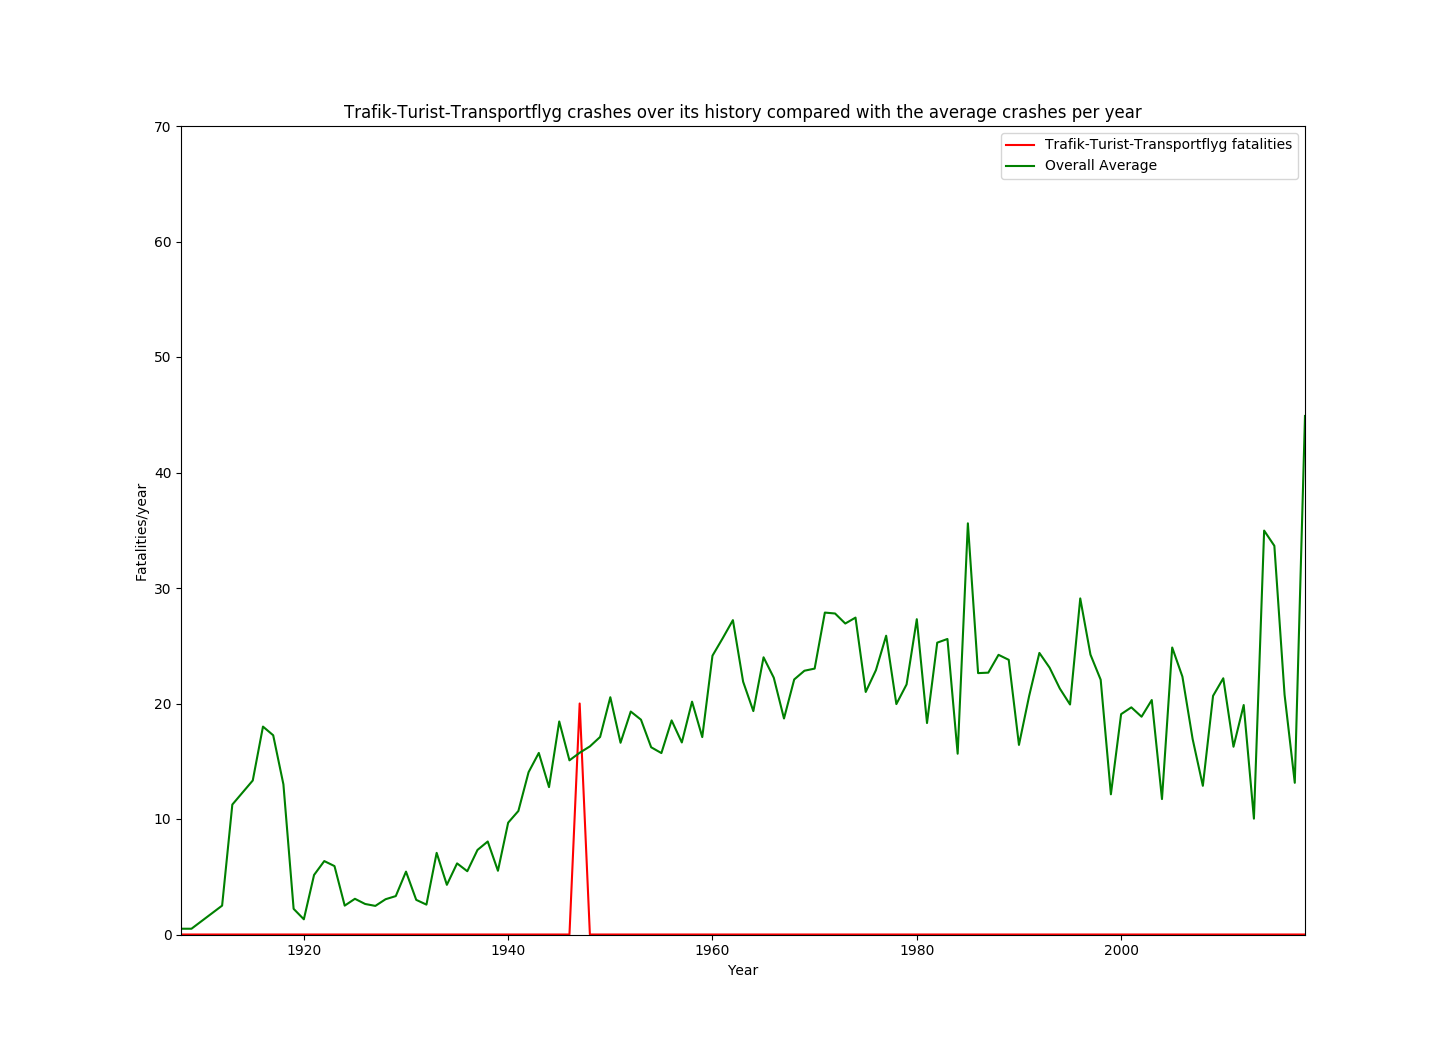 Trafik-Turist-Transportflyg crashes over its history compared with the average crashes per year
Trafik-Turist-Transportflyg fatalities
Overall Average
70
60
50
40
30
20
10
0
Fatalities/year
1920
1940
1960
1980
2000
Year